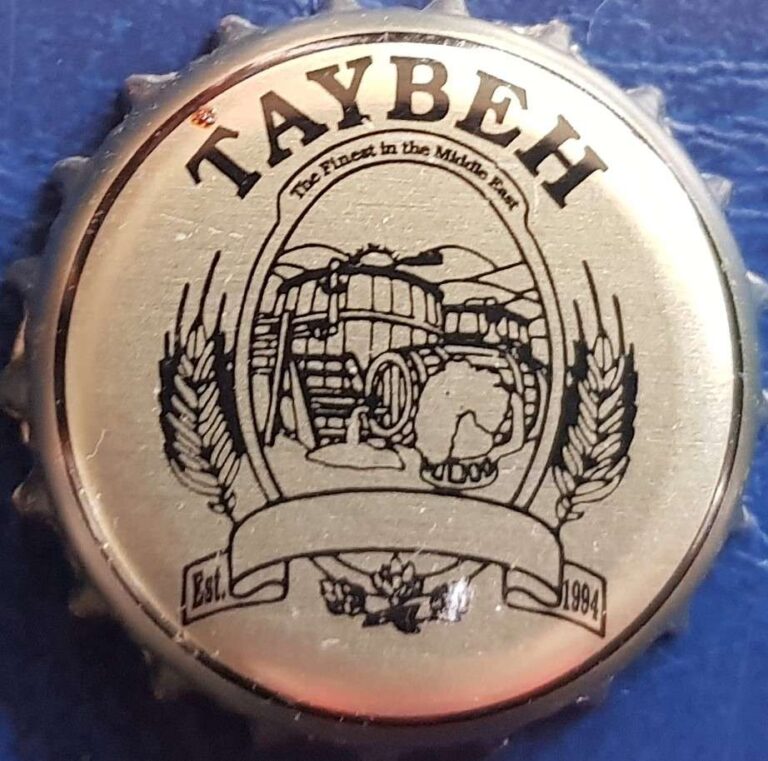 TAYBEH
The Finest in the Middle East
Est. 1994